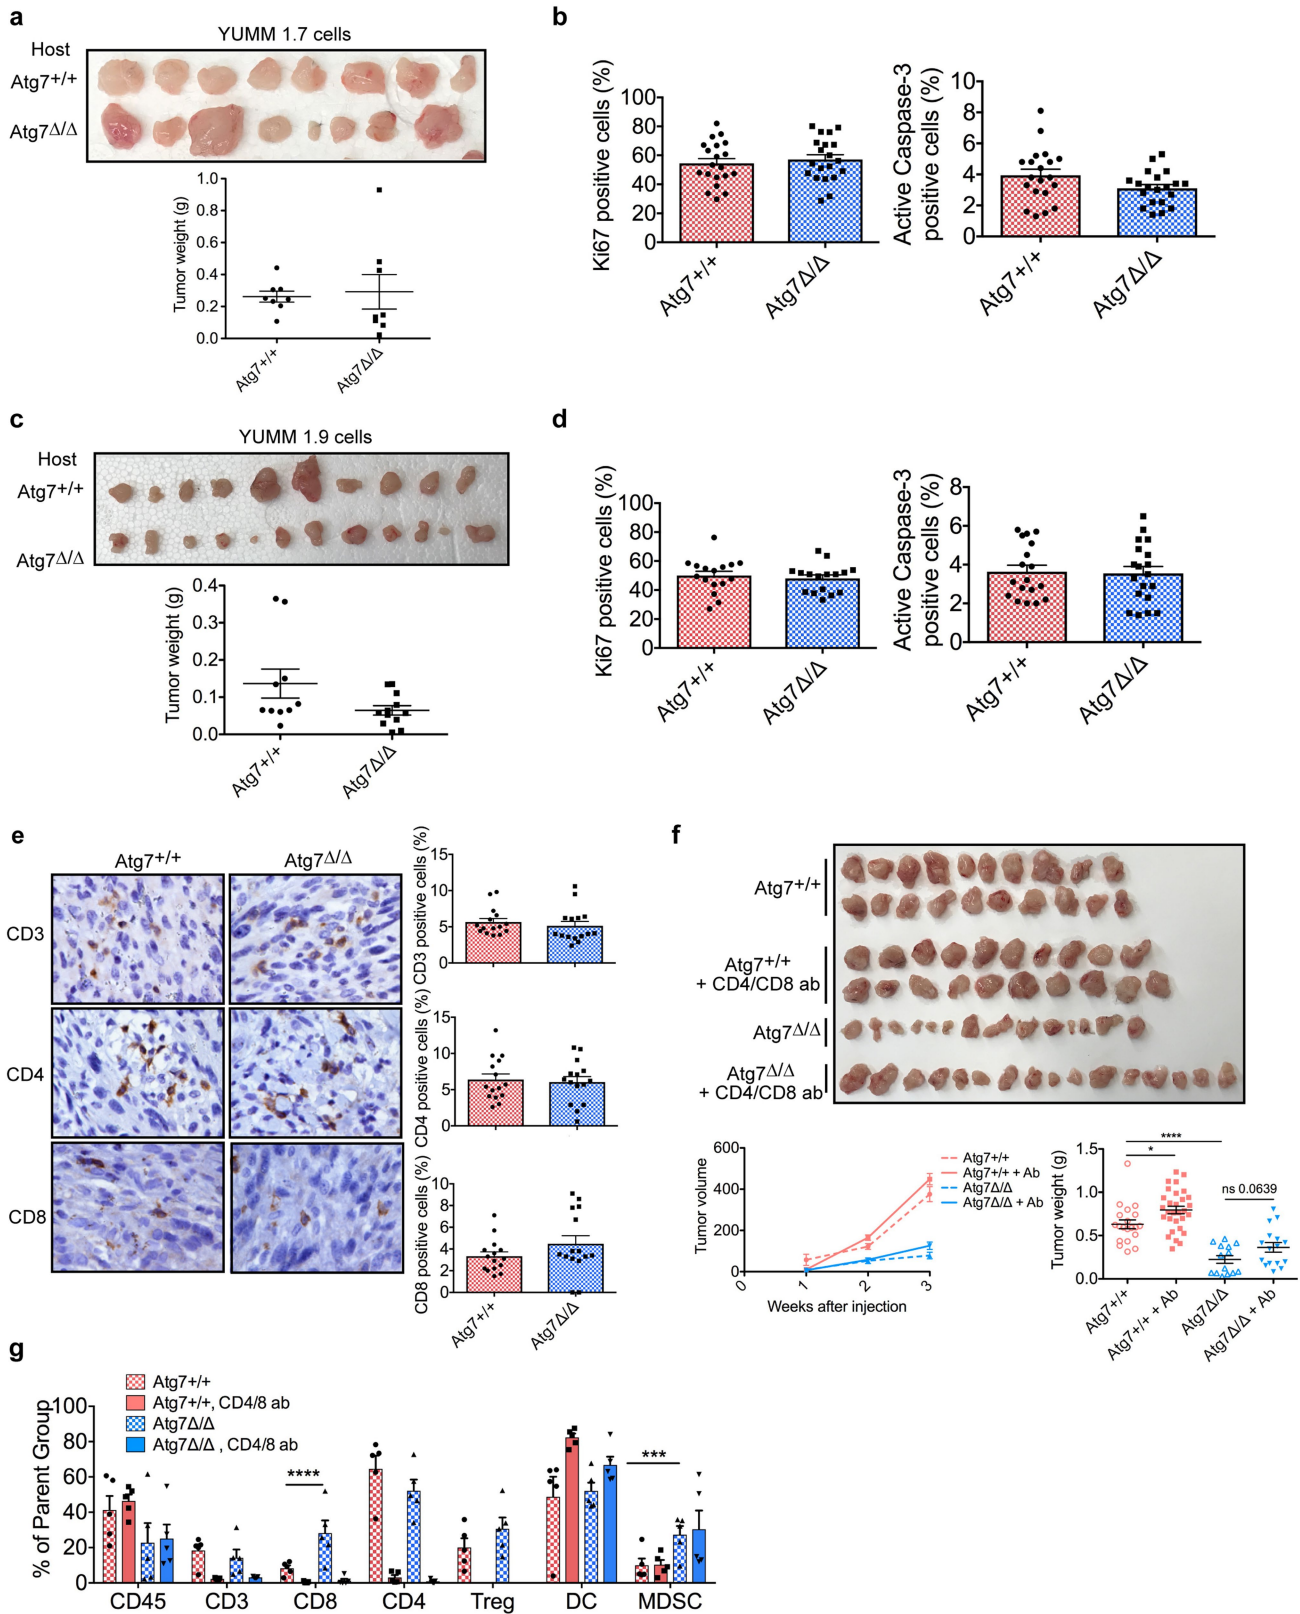 a
YUMM 1.7 cells
Host
Atg7+/+
Atg7Δ/Δ
Tumor weight (g)
1.0
0.8
0.6
0.4
0.2
0.0
Atg7+/+
Atg7Δ/Δ
b
Ki67 positive cells (%)
100
80
60
40
20
0
Atg7+/+
Atg7Δ/Δ
Active Caspase-3
positive cells (%)
10
8
6
4
2
0
Atg7+/+
Atg7Δ/Δ
c
YUMM 1.9 cells
Host
Atg7+/+
Atg7Δ/Δ
Tumor weight (g)
0.4
0.3
0.2
0.1
0.0
Atg7+/+
Atg7Δ/Δ
d
Ki67 positive cells (%)
100
80
60
40
20
0
Atg7+/+
Atg7Δ/Δ
Active Caspase-3
positive cells (%)
8
6
4
2
0
Atg7+/+
Atg7Δ/Δ
e
Atg7+/+
Atg7Δ/Δ
CD3
CD4
CD8
CD3 positive cells (%)
15
10
5
0
CD4 positive cells (%)
15
10
5
0
CD8 positive cells (%)
10
8
6
4
2
0
Atg7+/+
Atg7Δ/Δ
f
Atg7+/+
Atg7+/+
+ CD4/CD8 ab
Atg7Δ/Δ
Atg7Δ/Δ
+ CD4/CD8 ab
Tumor volume
600
400
200
0
0
1
2
3
Weeks after injection
Atg7+/+
Atg7+/+ + Ab
Atg7Δ/Δ
Atg7Δ/Δ + Ab
Tumor weight (g)
1.5
1.0
0.5
0.0
****
*
ns 0.0639
Atg7+/+
Atg7+/+ + Ab
Atg7Δ/Δ
Atg7Δ/Δ + Ab
g
Atg7+/+
Atg7+/+, CD4/8 ab
Atg7Δ/Δ
Atg7Δ/Δ , CD4/8 ab
% of Parent Group
100
80
60
40
20
0
****
***
CD45
CD3
CD8
CD4
Treg
DC
MDSC